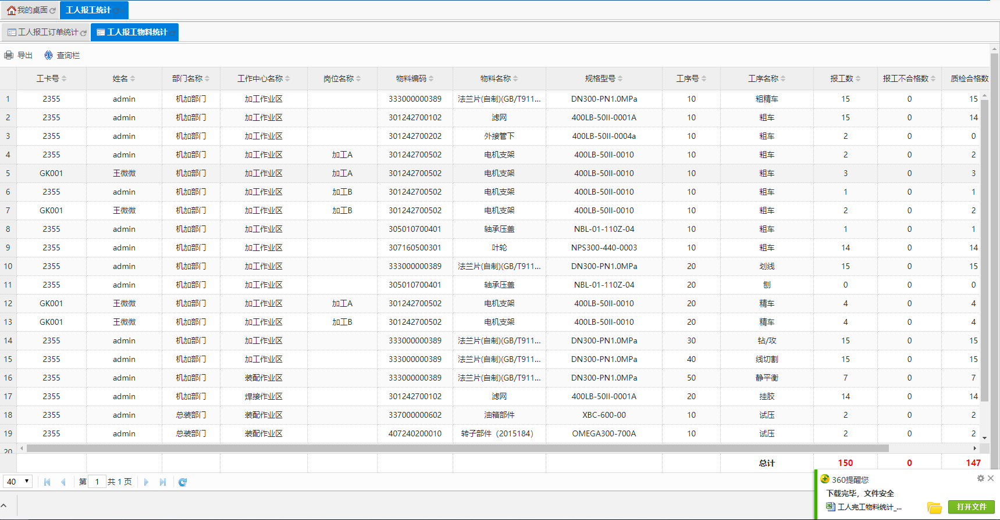 我的桌面 工人报工统计
工人报工订单统计 工人报工物料统计
导出 查询栏
工卡号 姓名 部门名称 工作中心名称 岗位名称 物料编码 物料名称 规格型号 工序号 工序名称 报工数 报工不合格数 质检合格数
1 2355 admin 机加部门 加工作业区 333000000389 法兰片(自制)(GB/T911... DN300-PN1.0MPa 10 粗精车 15 0 15
2 2355 admin 机加部门 加工作业区 301242700102 滤网 400LB-50II-0001A 10 粗车 15 0 14
3 2355 admin 机加部门 加工作业区 301242700202 外接管下 400LB-50II-0004a 10 粗车 2 0 0
4 2355 admin 机加部门 加工作业区 加工A 301242700502 电机支架 400LB-50II-0010 10 粗车 2 0 2
5 GK001 王微微 机加部门 加工作业区 加工A 301242700502 电机支架 400LB-50II-0010 10 粗车 3 0 3
6 2355 admin 机加部门 加工作业区 加工B 301242700502 电机支架 400LB-50II-0010 10 粗车 1 0 1
7 GK001 王微微 机加部门 加工作业区 加工B 301242700502 电机支架 400LB-50II-0010 10 粗车 2 0 2
8 2355 admin 机加部门 加工作业区 305010700401 轴承压盖 NBL-01-110Z-04 10 粗车 1 0 1
9 2355 admin 机加部门 加工作业区 307160500301 叶轮 NPS300-440-0003 10 粗车 14 0 14
10 2355 admin 机加部门 加工作业区 333000000389 法兰片(自制)(GB/T911... DN300-PN1.0MPa 20 划线 15 0 15
11 2355 admin 机加部门 加工作业区 305010700401 轴承压盖 NBL-01-110Z-04 20 刨 0 0 0
12 GK001 王微微 机加部门 加工作业区 加工A 301242700502 电机支架 400LB-50II-0010 20 精车 4 0 4
13 GK001 王微微 机加部门 加工作业区 加工B 301242700502 电机支架 400LB-50II-0010 20 精车 4 0 4
14 2355 admin 机加部门 加工作业区 333000000389 法兰片(自制)(GB/T911... DN300-PN1.0MPa 30 钻/攻 15 0 15
15 2355 admin 机加部门 加工作业区 333000000389 法兰片(自制)(GB/T911... DN300-PN1.0MPa 40 线切割 15 0 15
16 2355 admin 机加部门 装配作业区 333000000389 法兰片(自制)(GB/T911... DN300-PN1.0MPa 50 静平衡 7 0 7
17 2355 admin 机加部门 焊接作业区 301242700102 滤网 400LB-50II-0001A 20 挂胶 14 0 14
18 2355 admin 总装部门 装配作业区 337000000602 油箱部件 XBC-600-00 10 试压 2 0 2
19 2355 admin 总装部门 装配作业区 407240200010 转子部件（2015184） OMEGA300-700A 10 试压 2 0 2
20
总计 150 0 147
40 第 1 共 1 页
360提醒您
下载完毕，文件安全
工人完工物料统计_...
打开文件